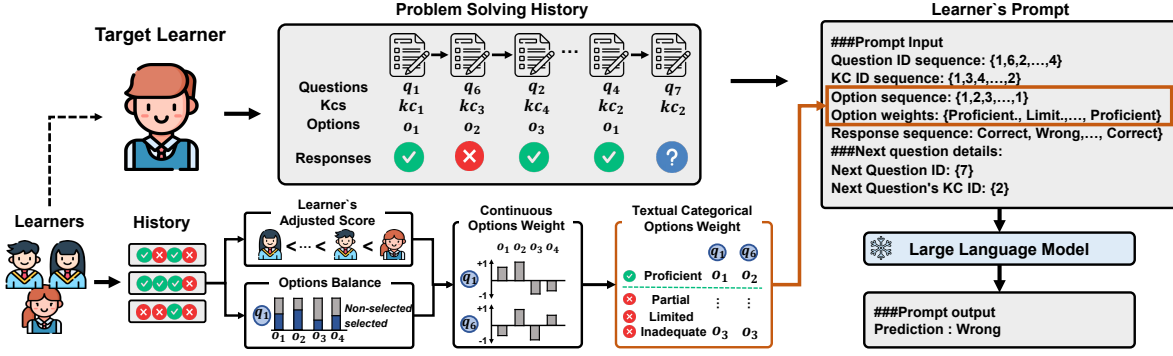 Problem Solving History
Target Learner
Questions q1 q6 q2 ... q4 q7
Kcs kc1 kc3 kc4 kc2 kc2
Options o1 o2 o3 o1
Responses ?
Learners
History
Learner`s
Adjusted Score
< ... < <
Options Balance
q1
Non-selected
selected
o1 o2 o3 o4
Continuous
Options Weight
o1 o2 o3 o4
+1
q1
-1
+1
q6
-1
Textual Categorical
Options Weight
q1 q6
Proficient o1 o2
Partial
Limited
Inadequate o3 o3
Learner`s Prompt
###Prompt Input
Question ID sequence: {1,6,2,...,4}
KC ID sequence: {1,3,4,...,2}
Option sequence: {1,2,3,...,1}
Option weights: {Proficient., Limit.,..., Proficient}
Response sequence: Correct, Wrong,..., Correct}
###Next question details:
Next Question ID: {7}
Next Question's KC ID: {2}
Large Language Model
###Prompt output
Prediction : Wrong